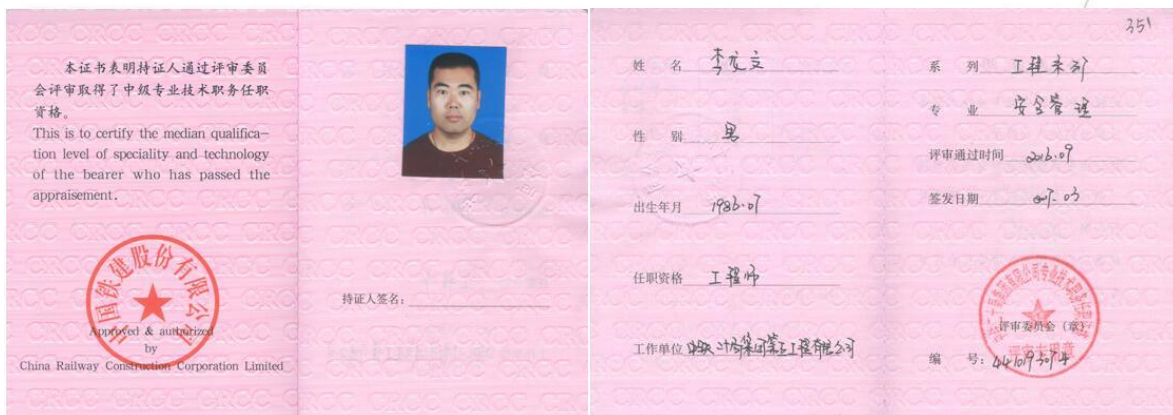 351
本证书表明持证人通过评审委员
会评审取得了中级专业技术职务任职
资格。
This is to certify the median qualifica-
tion level of speciality and technology
of the bearer who has passed the
appraisement.
中国铁建股份有限公司
Approved & authorized
by
China Railway Construction Corporation Limited
持证人签名:
姓 名 李友立
性 别 男
出生年月 1986.07
任职资格 工程师
工作单位
系 列 工程系列
专 业 安全管理
评审通过时间 2016.09
签发日期
评审委员会(章)
评审专用章
编 号:
CRCC